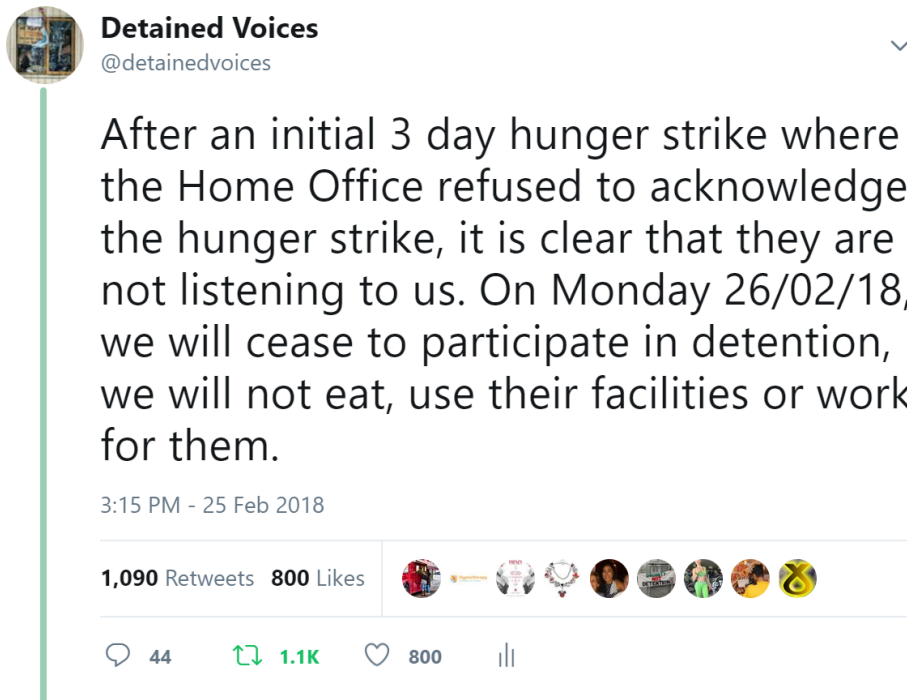 Detained Voices
@detainedvoices
After an initial 3 day hunger strike where
the Home Office refused to acknowledge
the hunger strike, it is clear that they are
not listening to us. On Monday 26/02/18,
we will cease to participate in detention,
we will not eat, use their facilities or work
for them.
3:15 PM - 25 Feb 2018
1,090 Retweets 800 Likes
44 1.1K 800